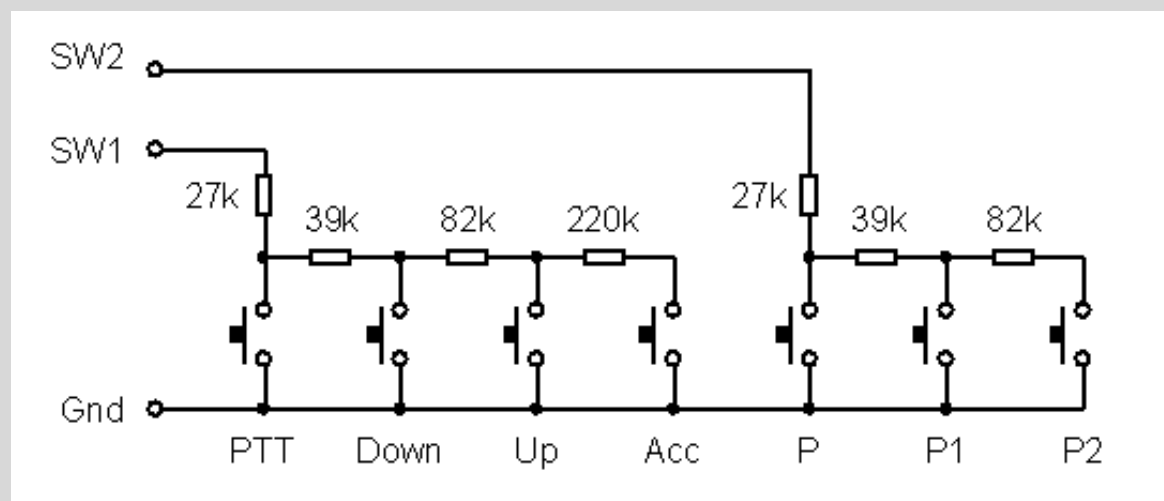 SW2
SW1
27k
39k
82k
220k
27k
39k
82k
Gnd
PTT Down Up Acc P P1 P2